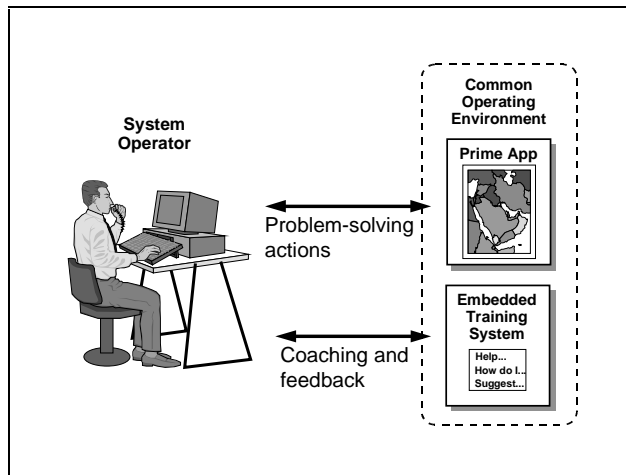 System
Operator
Problem-solving
actions
Coaching and
feedback
Common
Operating
Environment
Prime App
Embedded
Training
System
Help...
How do I...
Suggest...